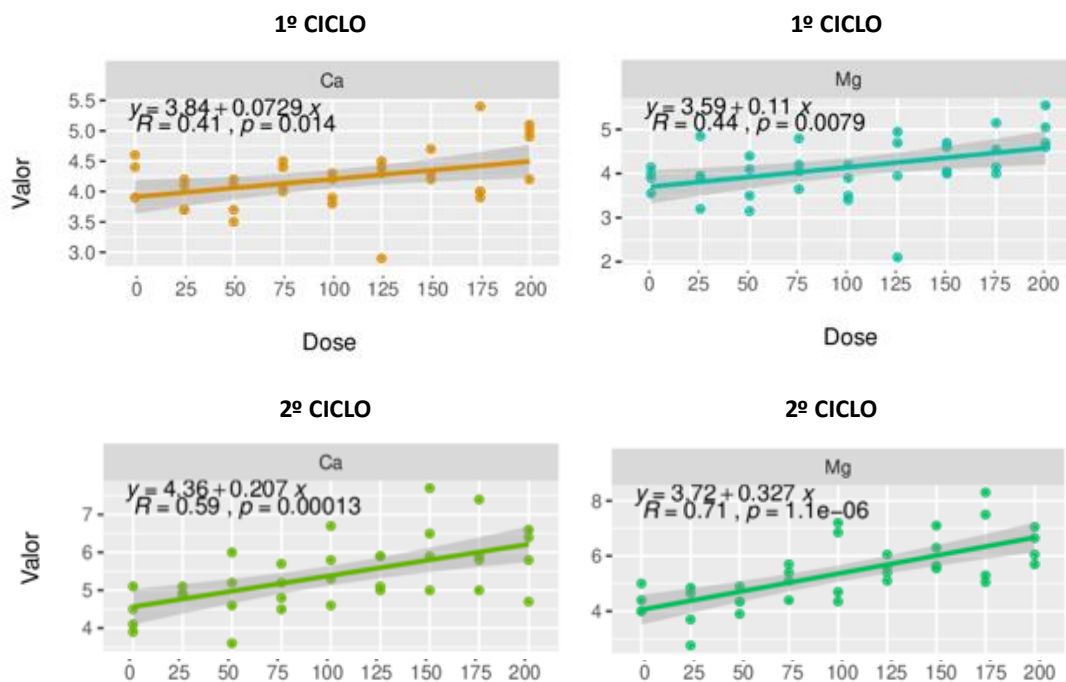 1º CICLO
Ca
y = 3.84 + 0.0729 x
R = 0.41 , p = 0.014
Valor
5.5
5.0
4.5
4.0
3.5
3.0
0 25 50 75 100 125 150 175 200
Dose
1º CICLO
Mg
y = 3.59 + 0.11 x
R = 0.44 , p = 0.0079
5
4
3
2
0 25 50 75 100 125 150 175 200
Dose
2º CICLO
Ca
y = 4.36 + 0.207 x
R = 0.59 , p = 0.00013
Valor
7
6
5
4
0 25 50 75 100 125 150 175 200
2º CICLO
Mg
y = 3.72 + 0.327 x
R = 0.71 , p = 1.1e−06
8
6
4
0 25 50 75 100 125 150 175 200